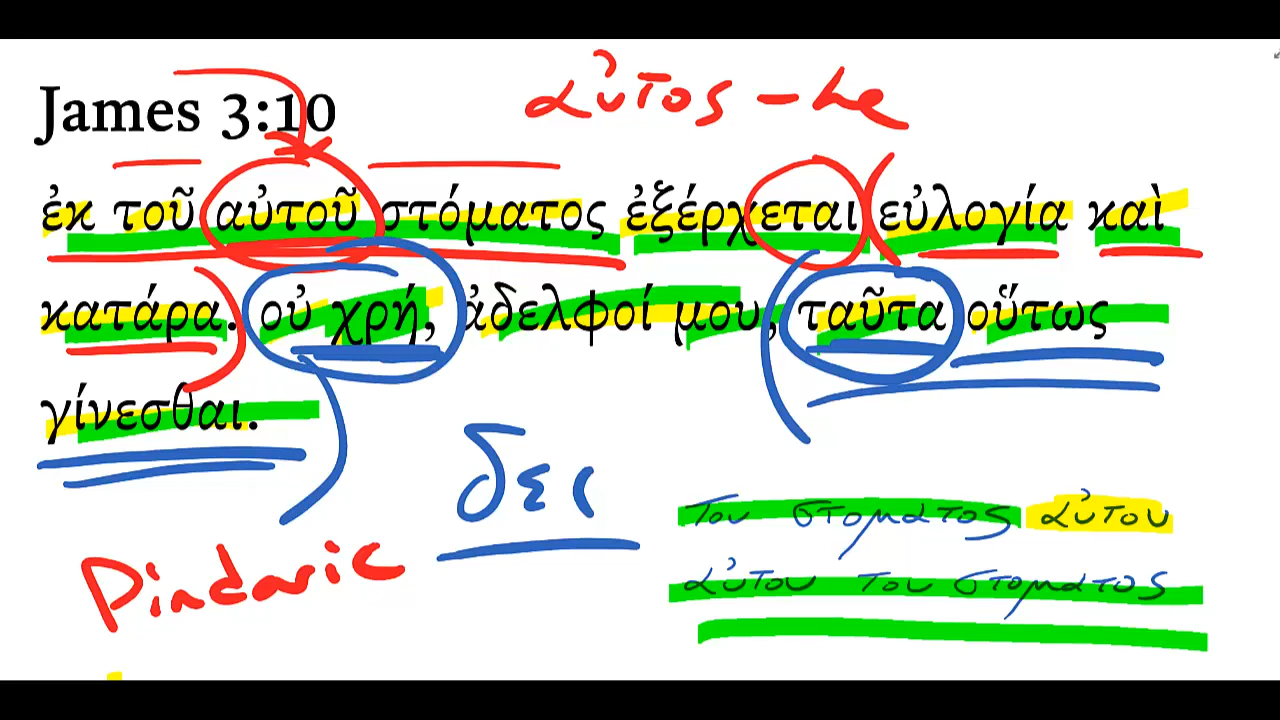 James 3:10
αὐτος - he
ἐκ τοῦ αὐτοῦ στόματος ἐξέρχεται εὐλογία καὶ
κατάρα. οὐ χρή, ἀδελφοί μου, ταῦτα οὕτως
γίνεσθαι.
δει
Pindaric
του στοματος αὐτου
αὐτου του στοματος